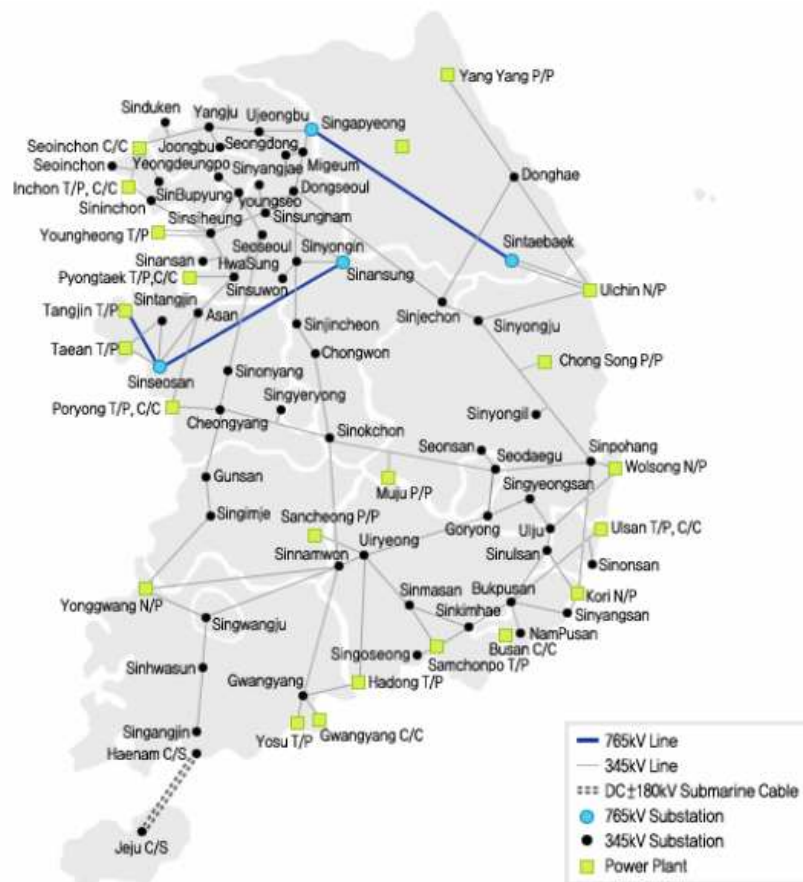 Yang Yang P/P
Sinduken
Yangju
Ujeongbu
Singapyeong
Seoinchon C/C
Joongbu
Seongdong
Seoinchon
Yeongdeungpo
Sinyangjae
Migeum
Donghae
Inchon T/P, C/C
SinBupyung
youngseo
Dongseoul
Sininchon
Sinsiheung
Sinsungnam
Youngheong T/P
Seoseoul
Sinyongin
Sintaebaek
Sinansan
HwaSung
Sinansung
Pyongtaek T/P,C/C
Sinsuwon
Ulchin N/P
Sintangjin
Tangjin T/P
Asan
Sinjechon
Sinjincheon
Sinyongju
Taean T/P
Chongwon
Chong Song P/P
Sinseosan
Sinonyang
Singyeryong
Poryong T/P, C/C
Cheongyang
Sinyongil
Sinokchon
Seonsan
Seodaegu
Sinpohang
Wolsong N/P
Gunsan
Muju P/P
Singyeongsan
Singimje
Sancheong P/P
Goryong
Ulju
Ulsan T/P, C/C
Uiryeong
Sinulsan
Sinnamwon
Sinonsan
Yonggwang N/P
Sinmasan
Bukpusan
Kori N/P
Singwangju
Sinkimhae
Sinyangsan
NamPusan
Singoseong
Busan C/C
Sinhwasun
Samchonpo T/P
Gwangyang
Hadong T/P
Singangjin
Yosu T/P
Gwangyang C/C
Haenam C/S
Jeju C/S
765kV Line
345kV Line
DC±180kV Submarine Cable
765kV Substation
345kV Substation
Power Plant